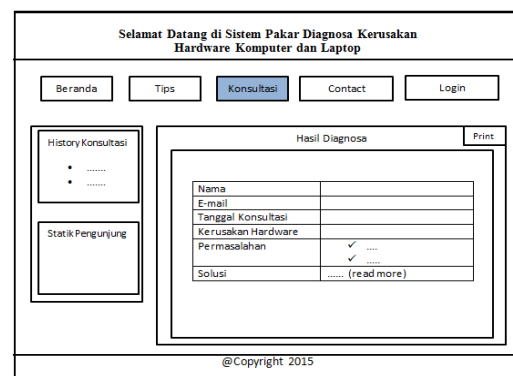 Selamat Datang di Sistem Pakar Diagnosa Kerusakan
Hardware Komputer dan Laptop
Beranda
Tips
Konsultasi
Contact
Login
History Konsultasi
• .......
• .......
Statik Pengunjung
Hasil Diagnosa
Print
Nama
E-mail
Tanggal Konsultasi
Kerusakan Hardware
Permasalahan
✓ ....
✓ .....
Solusi
...... (read more)
@Copyright 2015